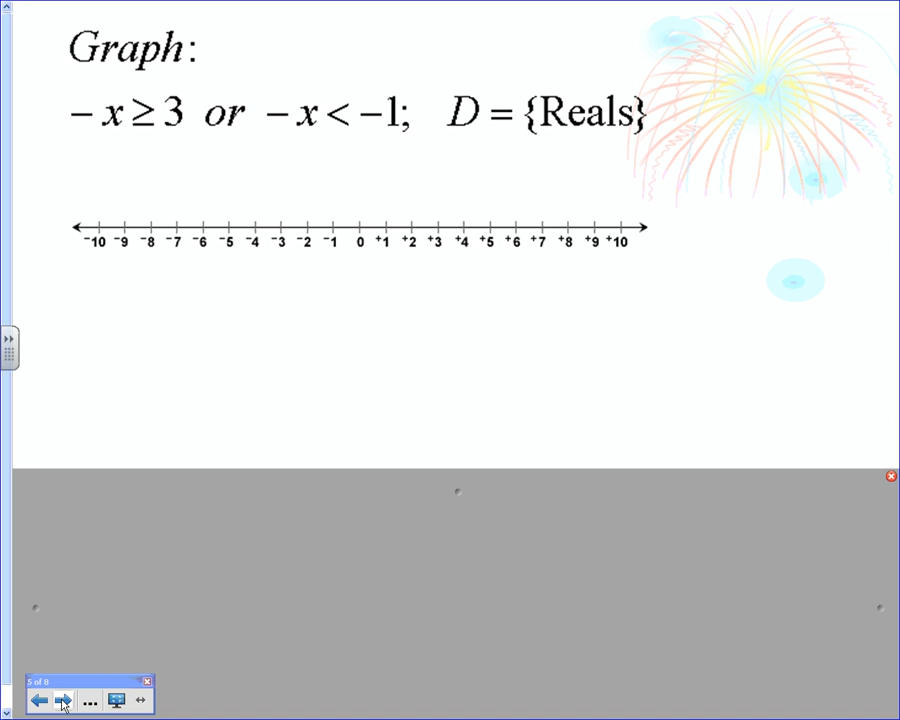 Graph:
− x ≥ 3 or − x < −1; D = {Reals}
⁻10 ⁻9 ⁻8 ⁻7 ⁻6 ⁻5 ⁻4 ⁻3 ⁻2 ⁻1 0 ⁺1 ⁺2 ⁺3 ⁺4 ⁺5 ⁺6 ⁺7 ⁺8 ⁺9 ⁺10
5 of 8
...